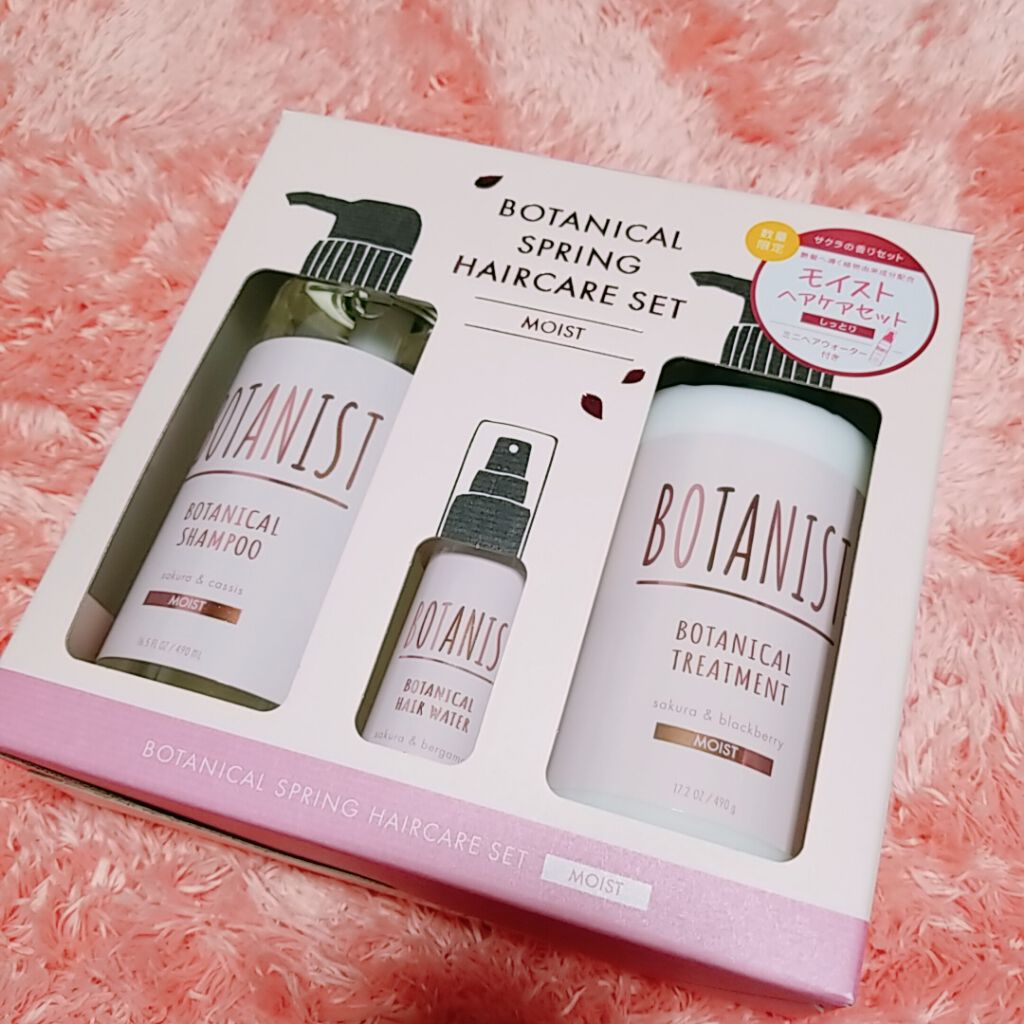 BOTANICAL
SPRING
HAIRCARE SET
MOIST
数量
限定
サクラの香りセット
モイスト
ヘアケアセット
しっとり
ミニヘアウォーター
付き
BOTANIST
BOTANICAL
SHAMPOO
sakura & cassis
MOIST
16.5 FL OZ / 490 mL
BOTANIS
BOTANICAL
HAIR WATER
sakura & bergam
BOTANIST
BOTANICAL
TREATMENT
sakura & blackberry
MOIST
17.2 OZ / 490g
BOTANICAL SPRING HAIRCARE SET MOIST